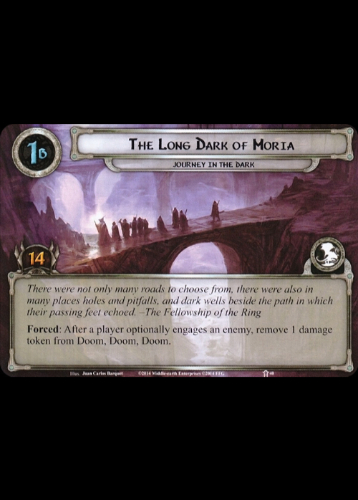 1B
THE LONG DARK OF MORIA
JOURNEY IN THE DARK
14
There were not only many roads to choose from, there were also in
many places holes and pitfalls, and dark wells beside the path in which
their passing feet echoed. –The Fellowship of the Ring
Forced: After a player optionally engages an enemy, remove 1 damage
token from Doom, Doom, Doom.
Illus. Juan Carlos Barquet ©2014 Middle-earth Enterprises ©2014 FFG